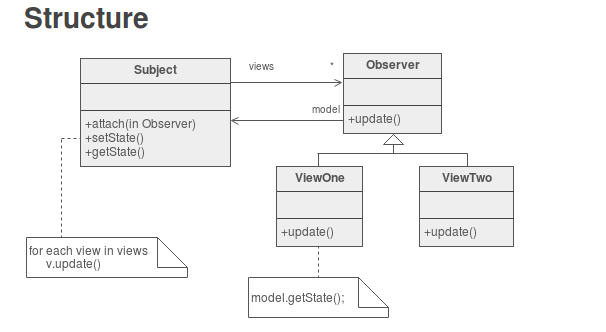 Structure
Subject
views
*
Observer
model
+attach(in Observer)
+setState()
+getState()
+update()
ViewOne
ViewTwo
+update()
+update()
for each view in views
v.update()
model.getState();